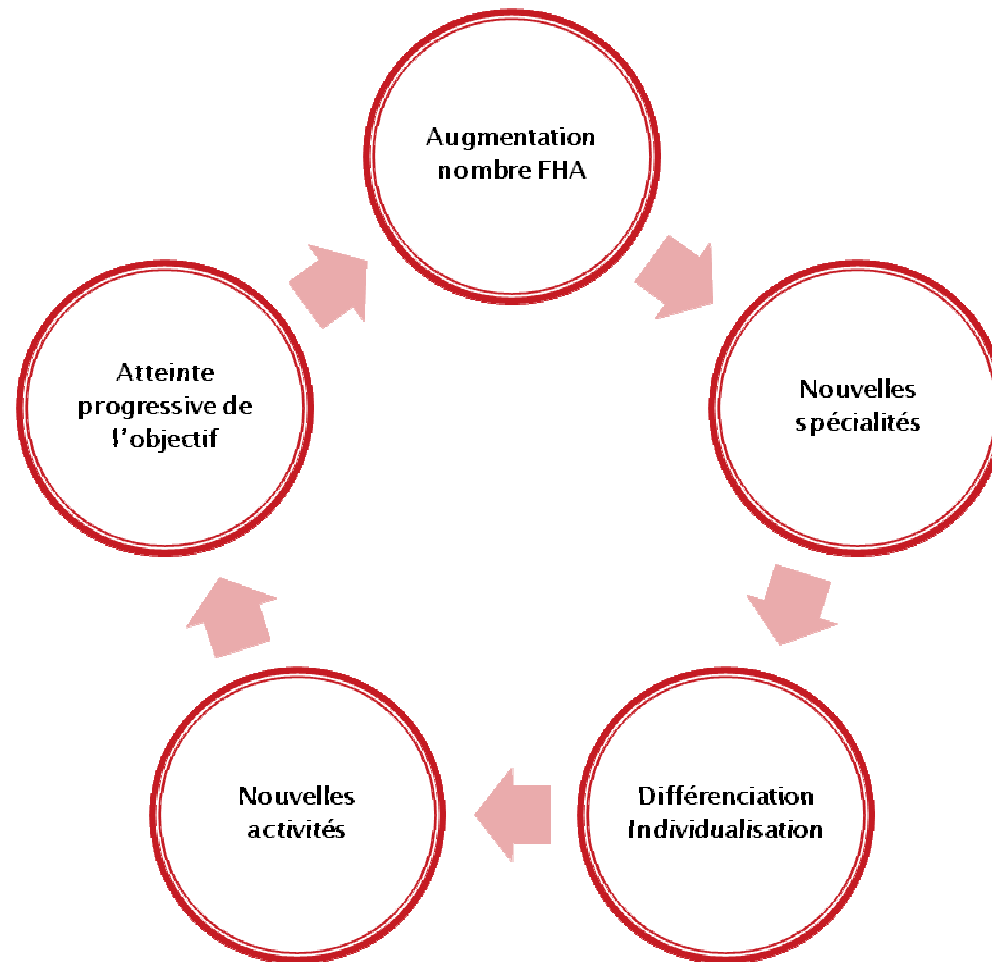 Augmentation
nombre FHA
Nouvelles
spécialités
Différenciation
Individualisation
Nouvelles
activités
Atteinte
progressive de
l'objectif